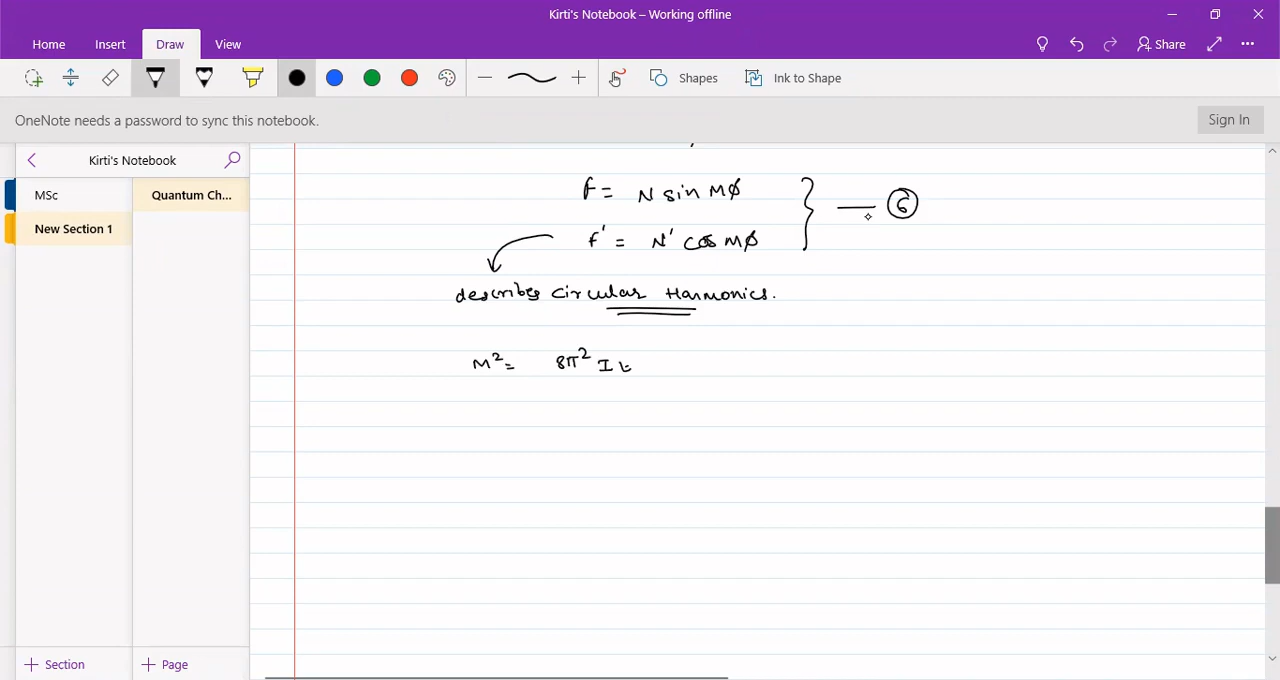 Kirti's Notebook – Working offline
Home Insert Draw View Share
Shapes Ink to Shape
OneNote needs a password to sync this notebook. Sign In
Kirti's Notebook
MSc Quantum Ch...
New Section 1
f = N sin MΦ
f' = N' cos MΦ } — 6
describes circular Harmonics.
M² = 8π² I
+ Section + Page